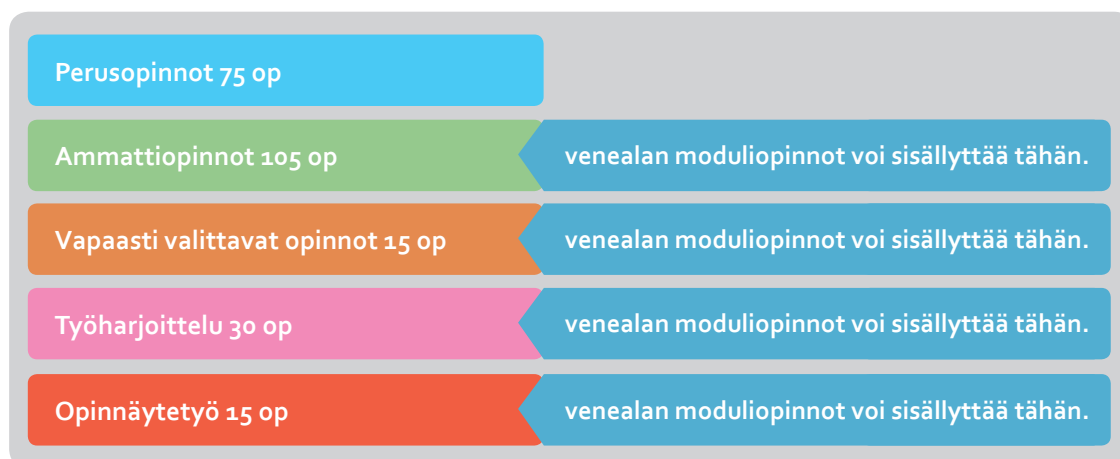 Perusopinnot 75 op
Ammattiopinnot 105 op
venealan moduliopinnot voi sisällyttää tähän.
Vapaasti valittavat opinnot 15 op
venealan moduliopinnot voi sisällyttää tähän.
Työharjoittelu 30 op
venealan moduliopinnot voi sisällyttää tähän.
Opinnäytetyö 15 op
venealan moduliopinnot voi sisällyttää tähän.